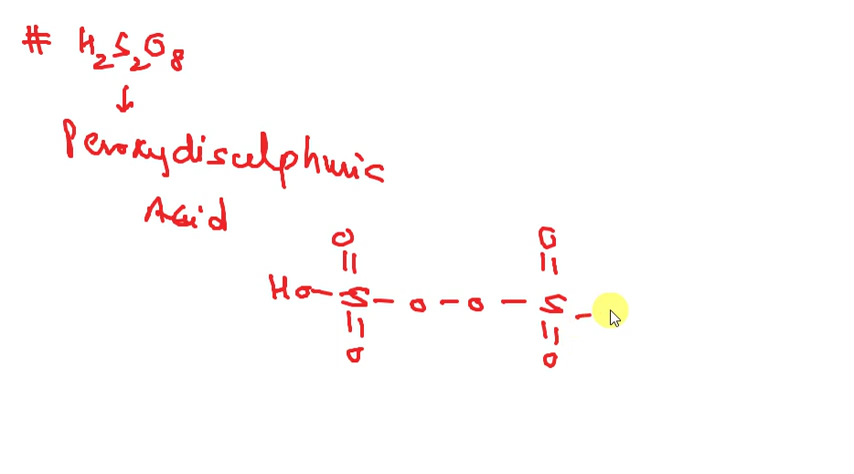 # H₂S₂O₈
↓
Peroxydisulphuric
Acid
O O
|| ||
HO – S – O – O – S –
|| ||
O O